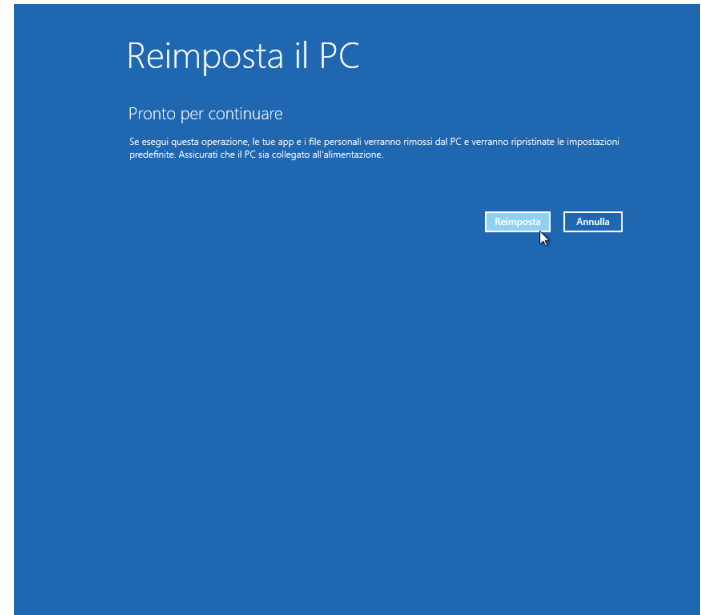 Reimposta il PC
Pronto per continuare
Se esegui questa operazione, le tue app e i file personali verranno rimossi dal PC e verranno ripristinate le impostazioni
predefinite. Assicurati che il PC sia collegato all'alimentazione.
Reimposta Annulla